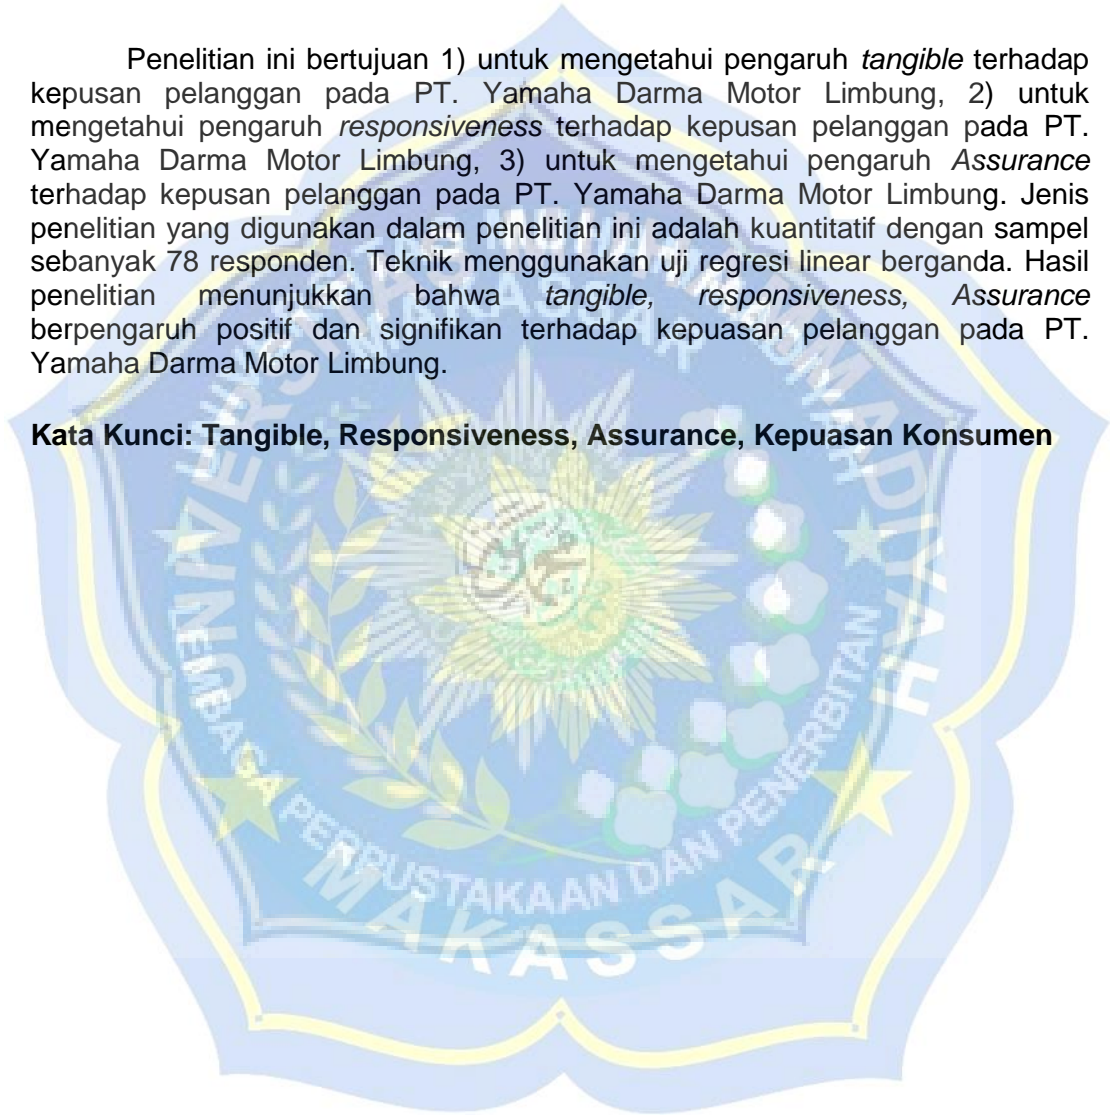 Penelitian ini bertujuan 1) untuk mengetahui pengaruh tangible terhadap
kepusan pelanggan pada PT. Yamaha Darma Motor Limbung, 2) untuk
mengetahui pengaruh responsiveness terhadap kepusan pelanggan pada PT.
Yamaha Darma Motor Limbung, 3) untuk mengetahui pengaruh Assurance
terhadap kepusan pelanggan pada PT. Yamaha Darma Motor Limbung. Jenis
penelitian yang digunakan dalam penelitian ini adalah kuantitatif dengan sampel
sebanyak 78 responden. Teknik menggunakan uji regresi linear berganda. Hasil
penelitian menunjukkan bahwa tangible, responsiveness, Assurance
berpengaruh positif dan signifikan terhadap kepuasan pelanggan pada PT.
Yamaha Darma Motor Limbung.
Kata Kunci: Tangible, Responsiveness, Assurance, Kepuasan Konsumen
UNIVERSITAS MUHAMMADIYAH
MAKASSAR
LEMBAGA PERPUSTAKAAN DAN PENERBITAN